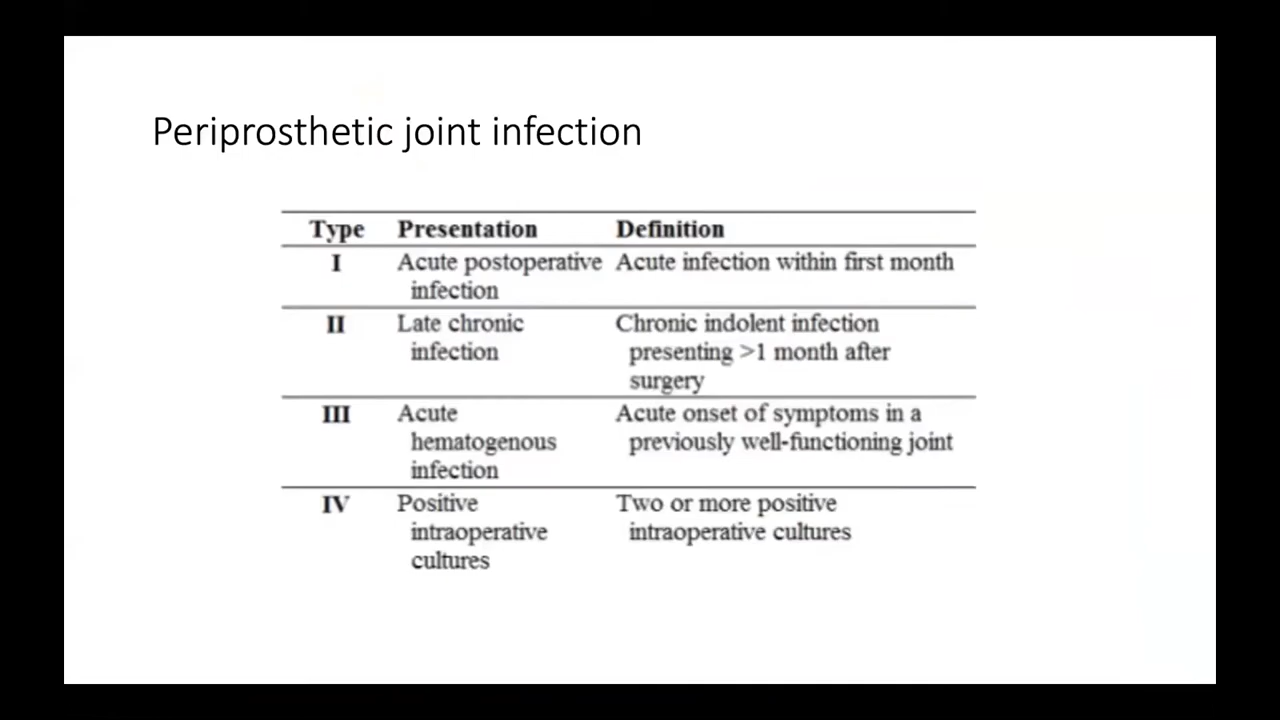 Periprosthetic joint infection
Type Presentation Definition
I Acute postoperative Acute infection within first month
infection
II Late chronic Chronic indolent infection
infection presenting >1 month after
surgery
III Acute Acute onset of symptoms in a
hematogenous previously well-functioning joint
infection
IV Positive Two or more positive
intraoperative intraoperative cultures
cultures